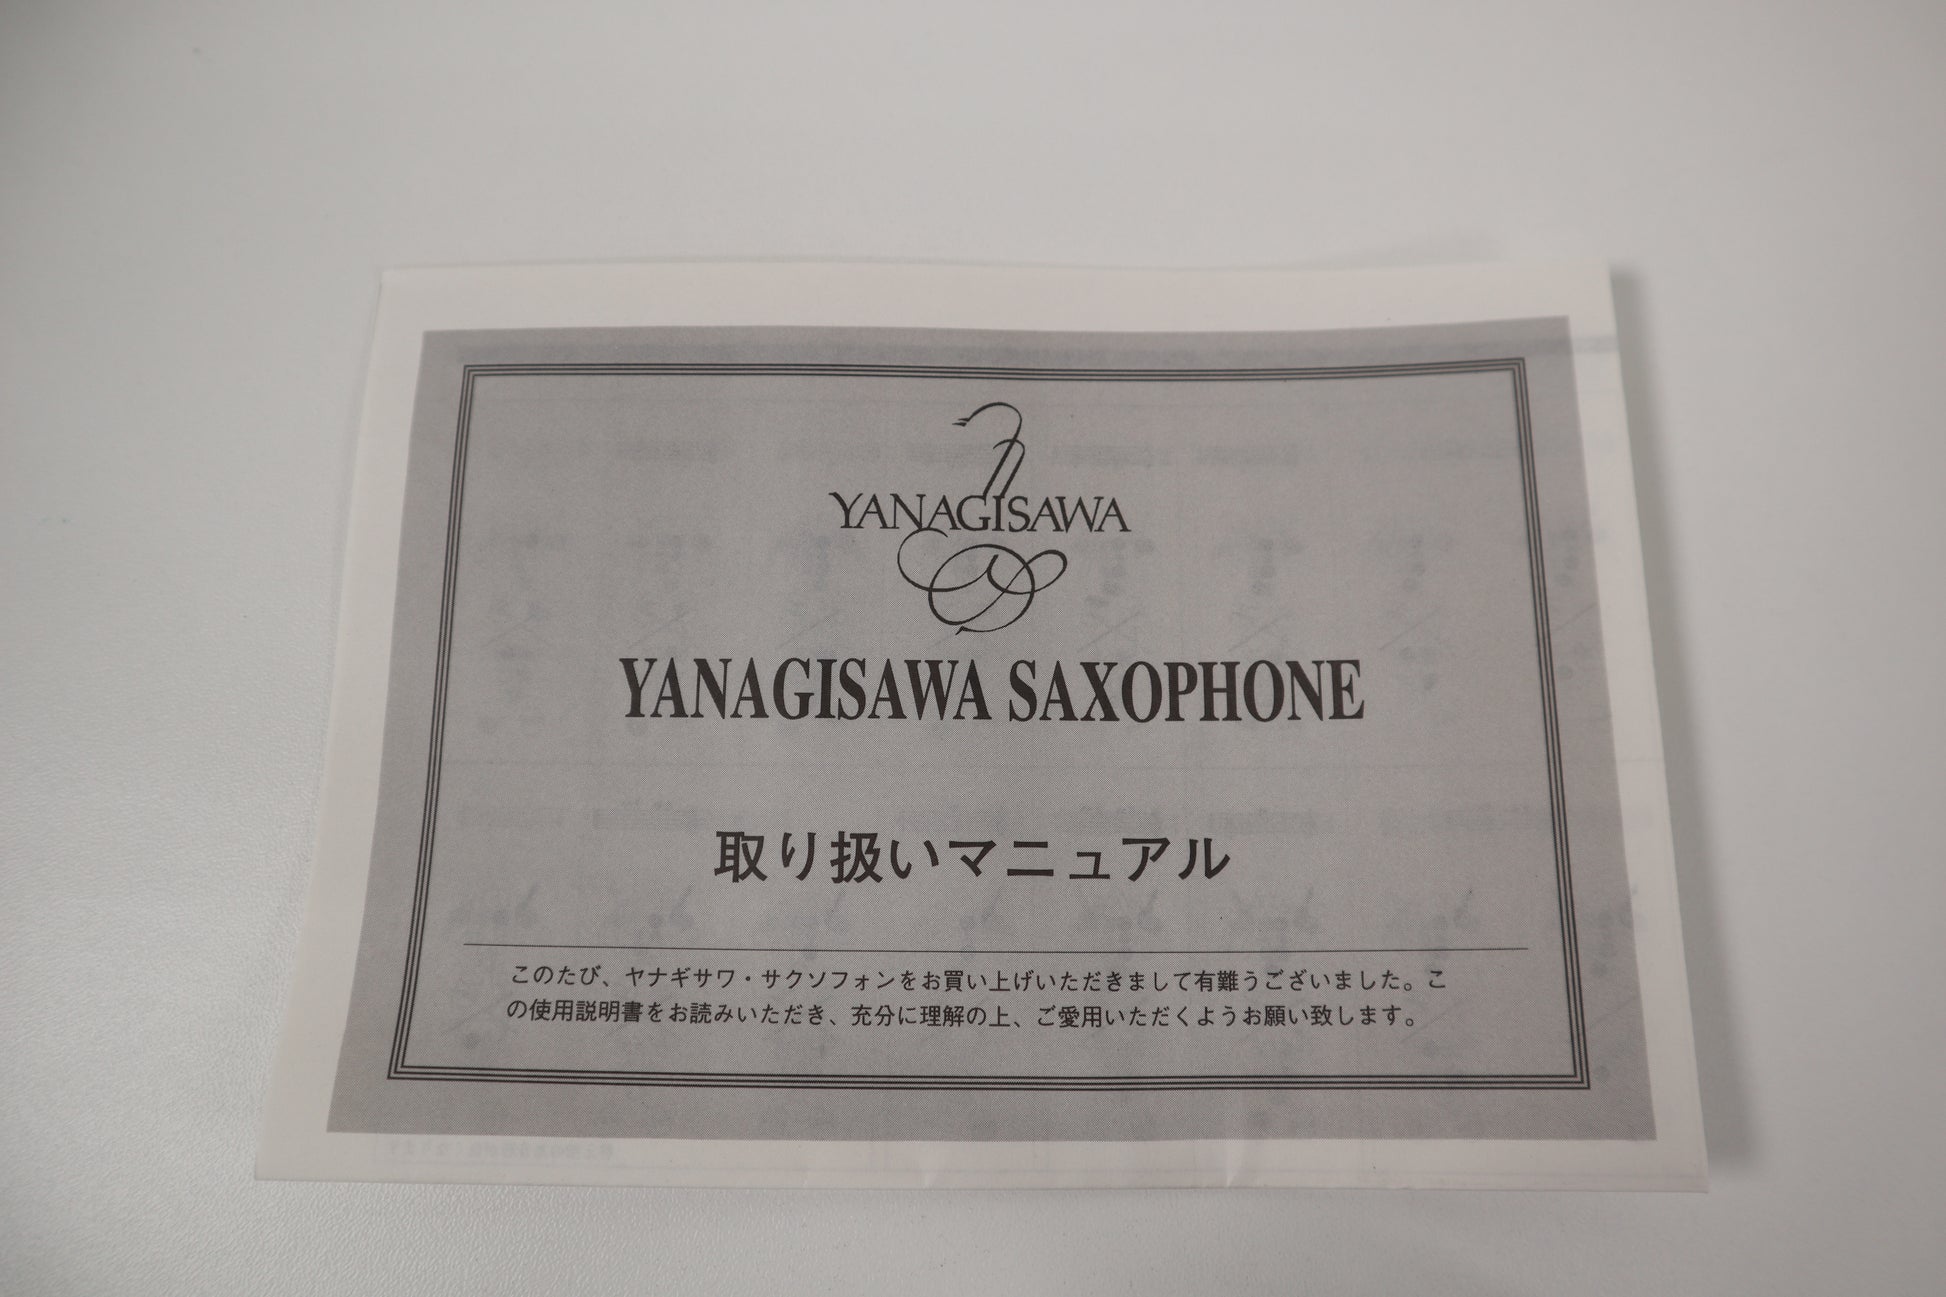 YANAGISAWA
YANAGISAWA SAXOPHONE
取り扱いマニュアル
このたび、ヤナギサワ・サクソフォンをお買い上げいただきまして有難うございました。こ
の使用説明書をお読みいただき、充分に理解の上、ご愛用いただくようお願い致します。